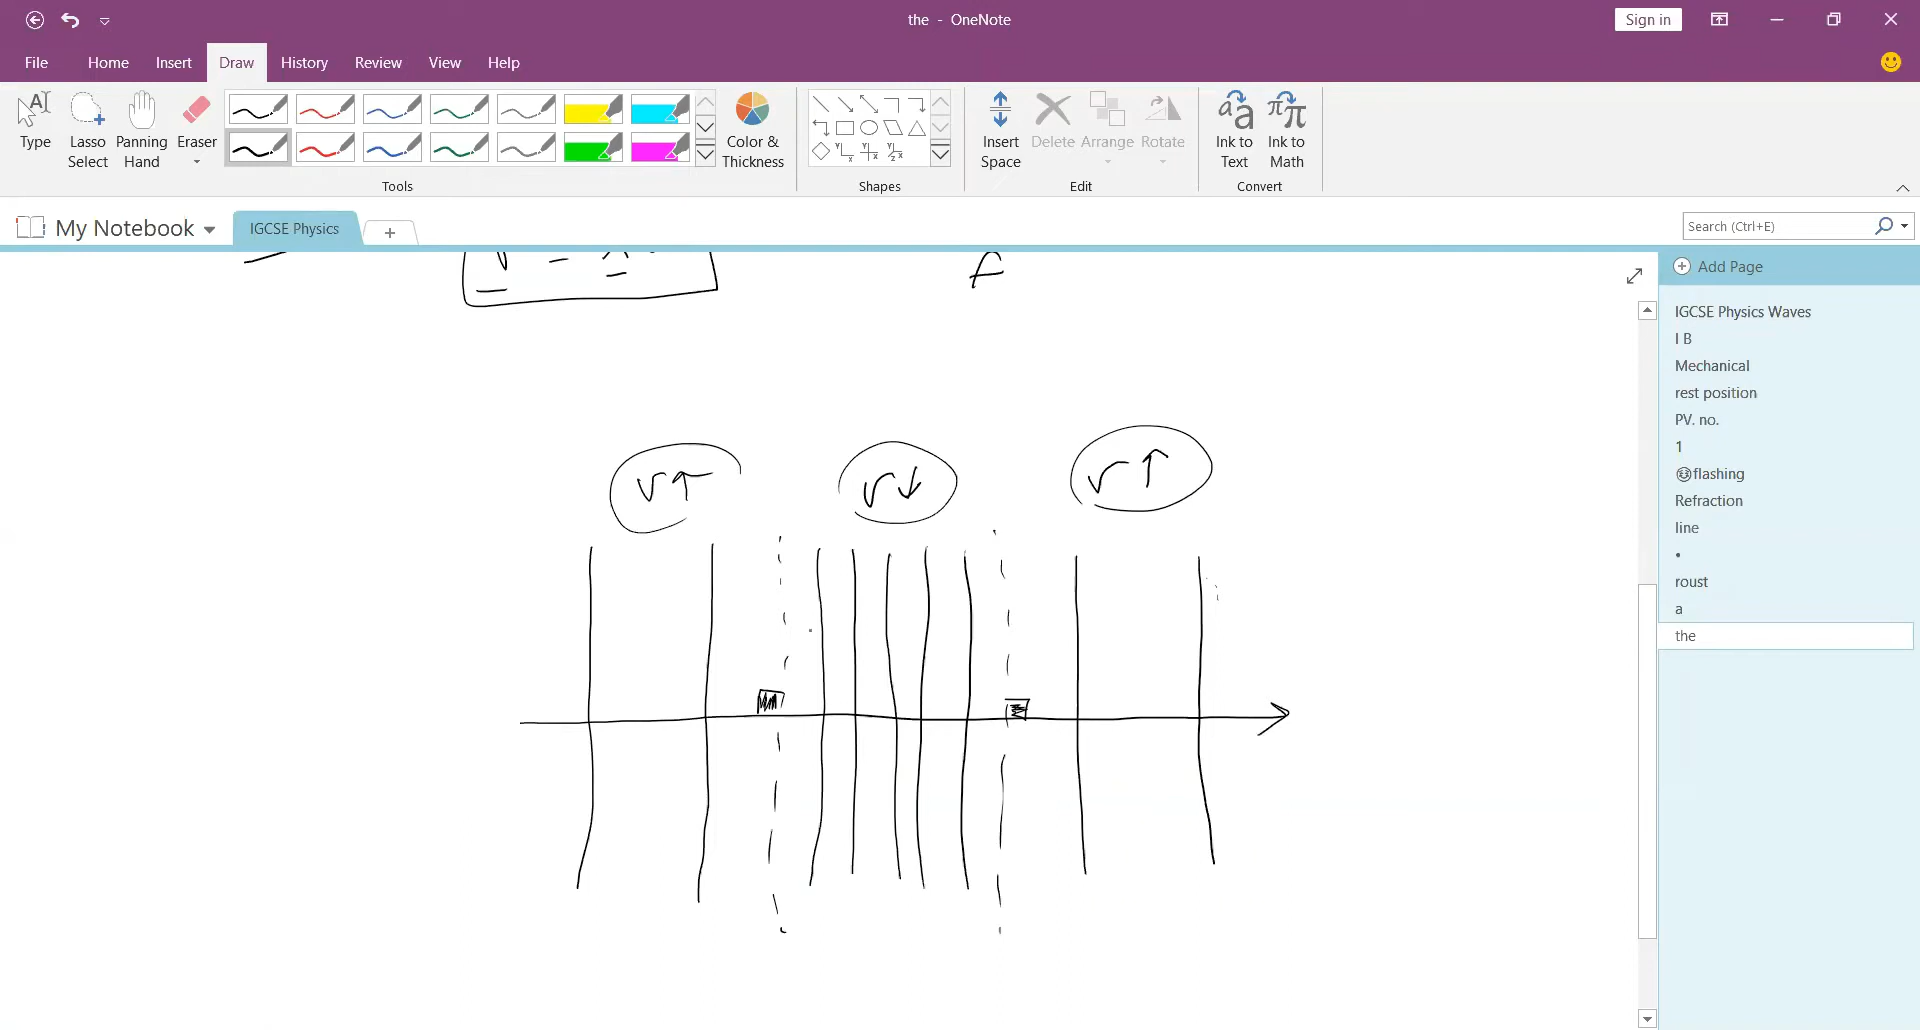 the - OneNote
Sign in
File Home Insert Draw History Review View Help
Type
Lasso Select
Panning Hand
Eraser
Color & Thickness
Insert Space
Delete
Arrange
Rotate
Ink to Text
Ink to Math
Tools
Shapes
Edit
Convert
My Notebook
IGCSE Physics
Search (Ctrl+E)
Add Page
IGCSE Physics Waves
I B
Mechanical
rest position
PV. no.
1
flashing
Refraction
line
•
roust
a
the
V↑
V↓
V↑